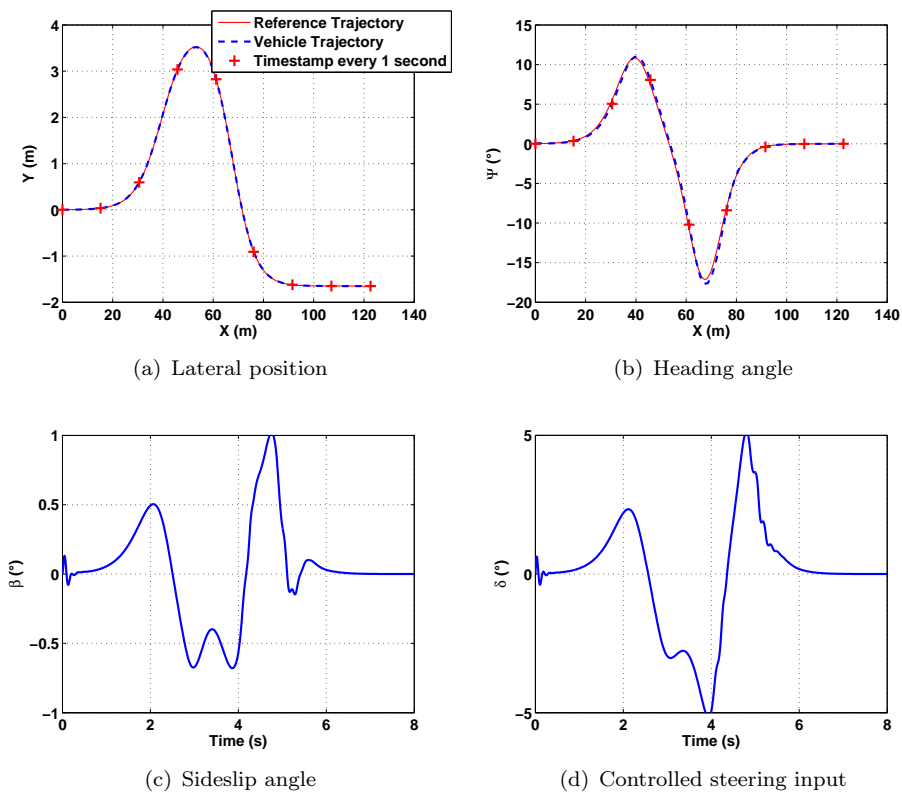 Reference Trajectory
Vehicle Trajectory
Timestamp every 1 second
4
3
2
1
0
−1
−2
Y (m)
0 20 40 60 80 100 120 140
X (m)
(a) Lateral position
15
10
5
0
−5
−10
−15
−20
Ψ (°)
0 20 40 60 80 100 120 140
X (m)
(b) Heading angle
1
0.5
0
−0.5
−1
β (°)
0 2 4 6 8
Time (s)
(c) Sideslip angle
5
0
−5
δ (°)
0 2 4 6 8
Time (s)
(d) Controlled steering input